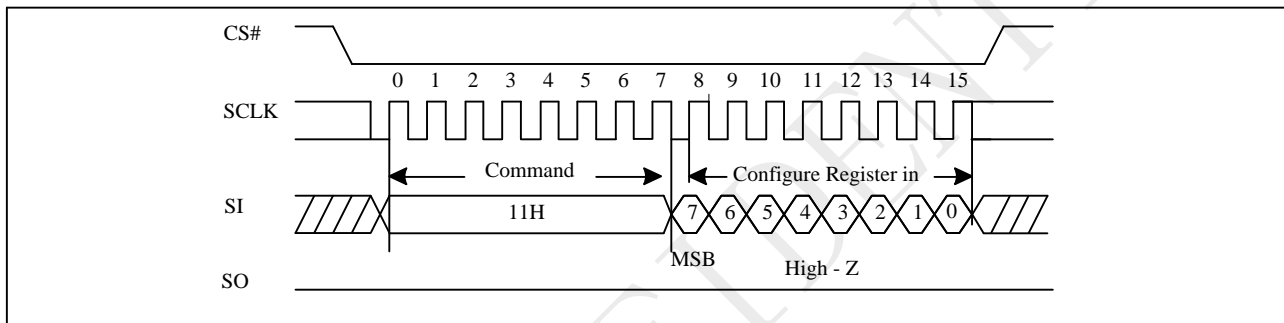 CS#
0 1 2 3 4 5 6 7 8 9 10 11 12 13 14 15
SCLK
Command
Configure Register in
SI
11H
7 6 5 4 3 2 1 0
MSB
High - Z
SO